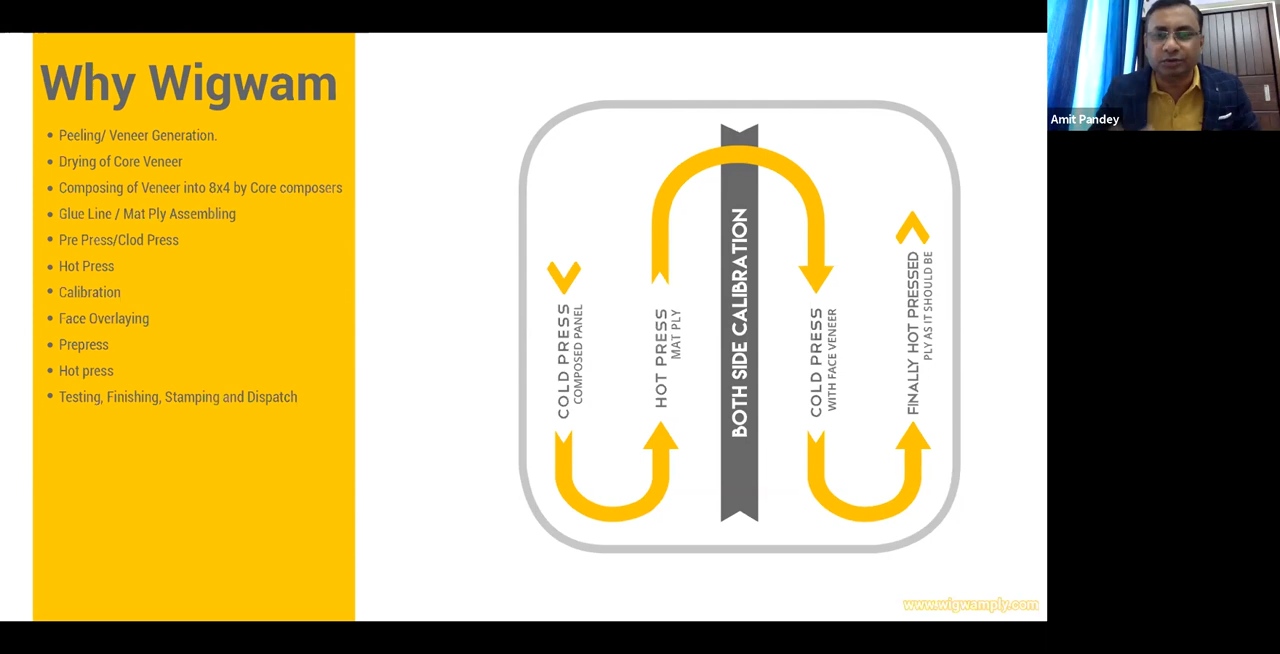 Why Wigwam
Peeling/ Veneer Generation.
Drying of Core Veneer
Composing of Veneer into 8x4 by Core composers
Glue Line / Mat Ply Assembling
Pre Press/Clod Press
Hot Press
Calibration
Face Overlaying
Prepress
Hot press
Testing, Finishing, Stamping and Dispatch
COLD PRESS
COMPOSED PANEL
HOT PRESS
MAT PLY
BOTH SIDE CALIBRATION
COLD PRESS
WITH FACE VENEER
FINALLY HOT PRESSED
PLY AS IT SHOULD BE
www.wigwamply.com
Amit Pandey